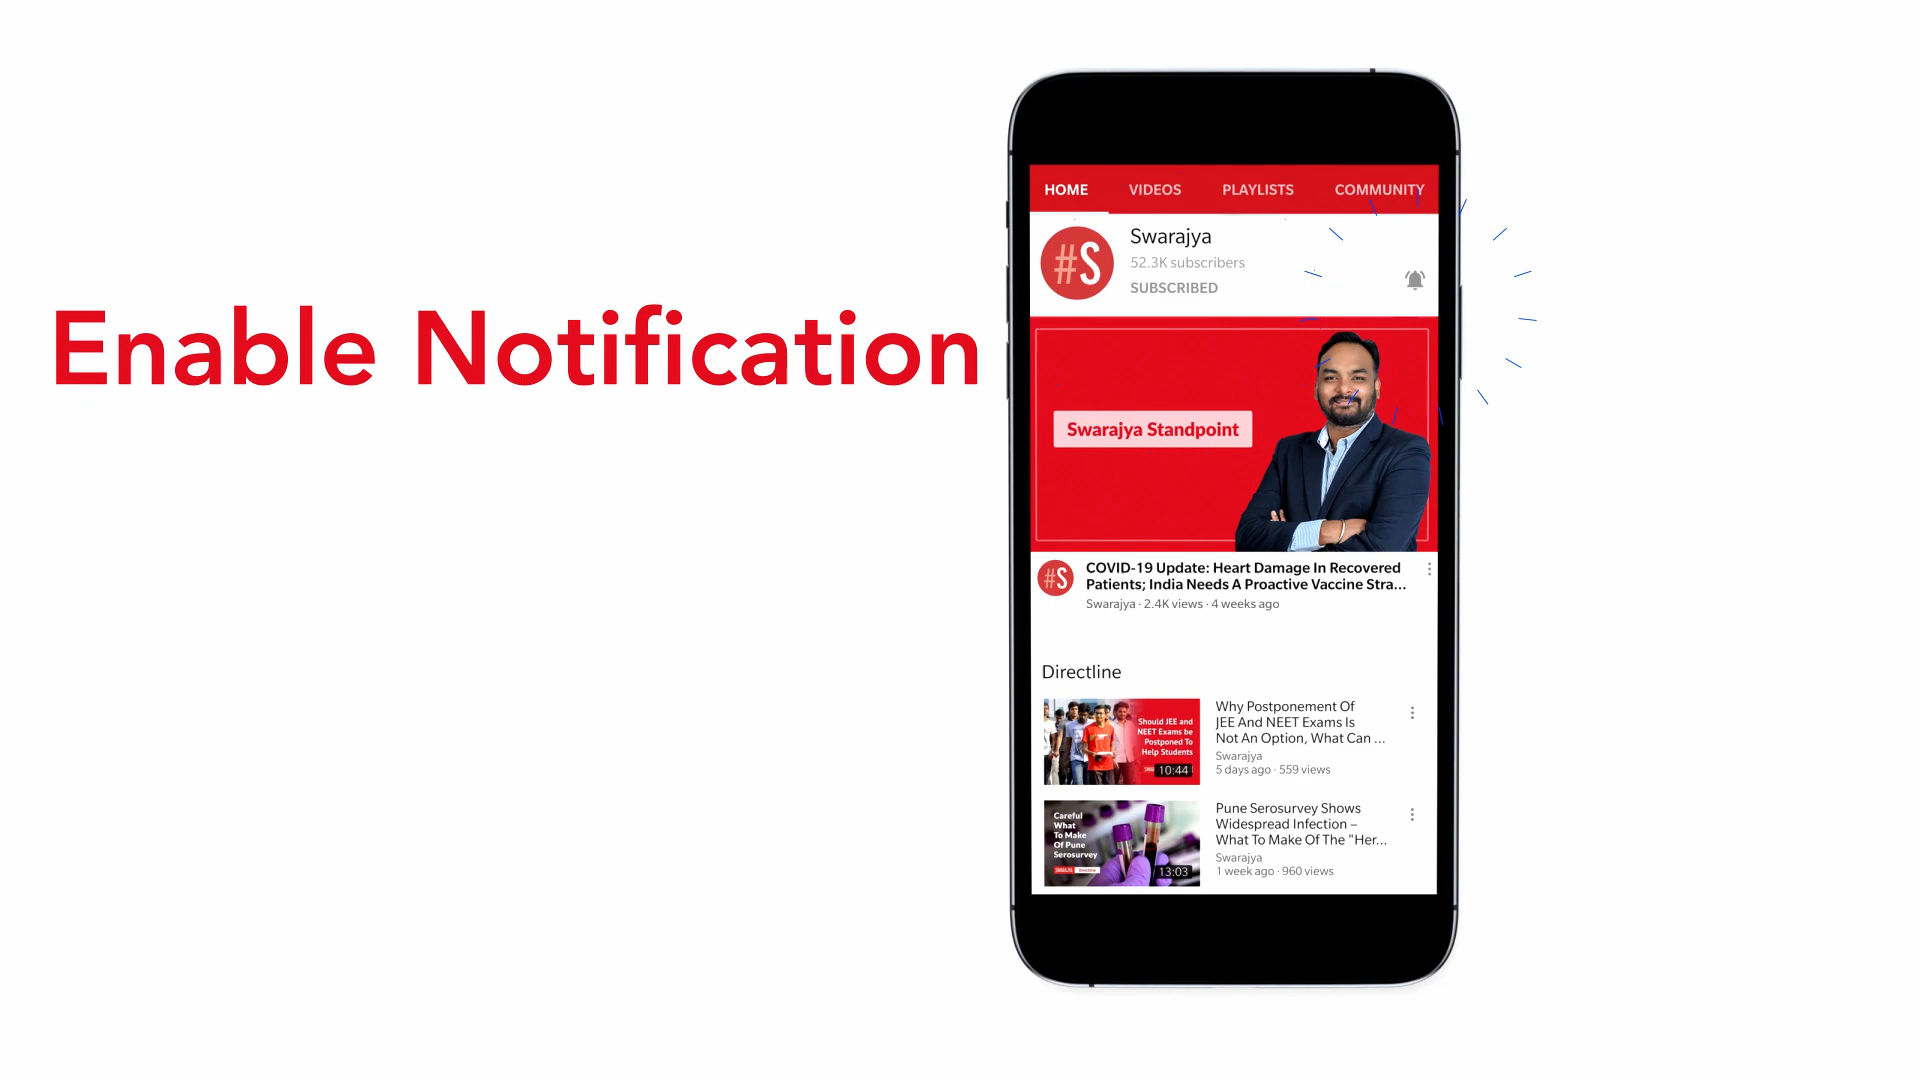 Enable Notification
HOME VIDEOS PLAYLISTS COMMUNITY
#S
Swarajya
52.3K subscribers
SUBSCRIBED
Swarajya Standpoint
#S
COVID-19 Update: Heart Damage In Recovered
Patients; India Needs A Proactive Vaccine Stra...
Swarajya · 2.4K views · 4 weeks ago
Directline
Should JEE and
NEET Exams be
Postponed To
Help Students
10:44
Why Postponement Of
JEE And NEET Exams Is
Not An Option, What Can ...
Swarajya
5 days ago · 559 views
Careful
What
To Make
Of Pune
Serosurvey
13:03
Pune Serosurvey Shows
Widespread Infection –
What To Make Of The "Her...
Swarajya
1 week ago · 960 views